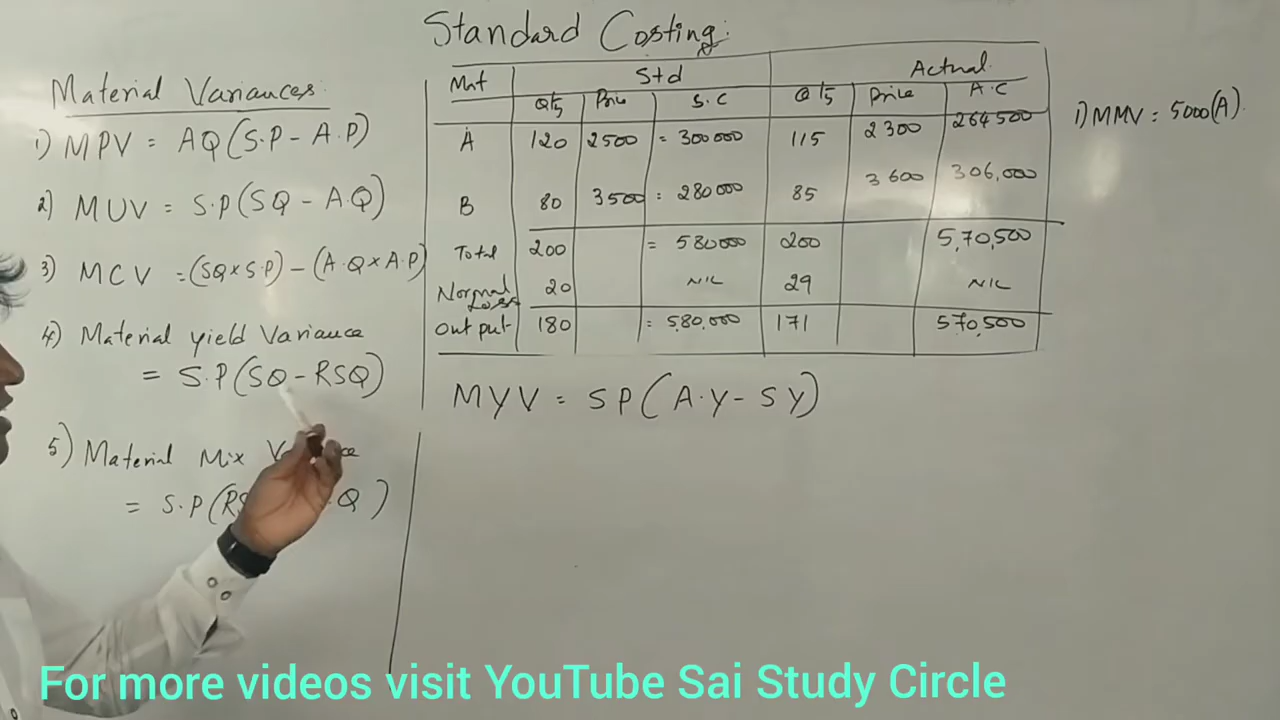 Standard Costing:
Material Variances
1) MPV = AQ(S.P - A.P)
2) MUV = S.P(SQ - A.Q)
3) MCV = (SQ×S.P) - (A.Q×A.P)
4) Material yield Variance
= S.P(SQ - RSQ)
5) Material Mix
= S.P(RS Q)
Mat Std Actual
Qty Price S.C Qty Price A.C
A 120 2500 = 300000 115 2300 264500
B 80 3500 = 280000 85 3600 306,000
Total 200 = 580000 200 5,70,500
Normal Loss 20 NIL 29 NIL
Output 180 = 580,000 171 570,500
MYV = SP(A.Y - SY)
1) MMV = 5000(A).
For more videos visit YouTube Sai Study Circle